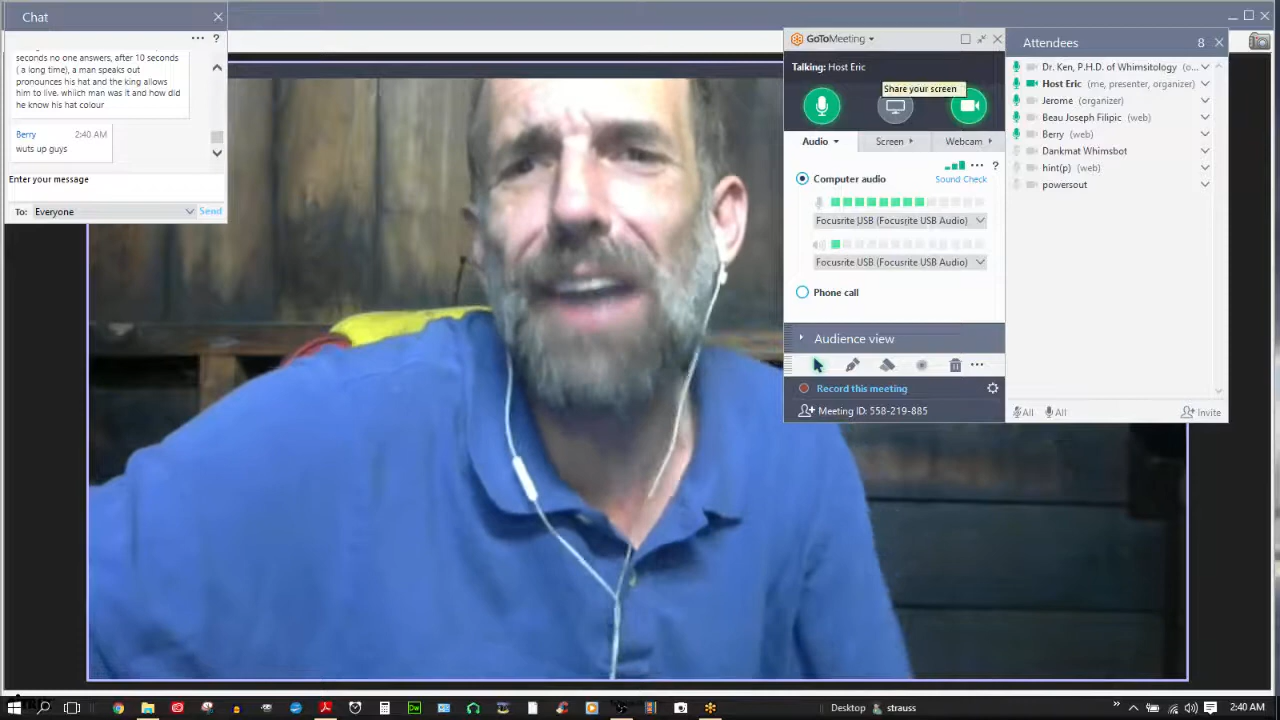 Chat
seconds no one answers, after 10 seconds
( a long time), a man speaks out
pronounces his hat and the king allows
him to live. wiich man was it and how did
he know his hat colour
Berry 2:40 AM
wuts up guys
Enter your message
To: Everyone Send
GoToMeeting
Talking: Host Eric
Share your screen
Audio Screen Webcam
Computer audio Sound Check
Focusrite USB (Focusrite USB Audio)
Focusrite USB (Focusrite USB Audio)
Phone call
Audience view
Record this meeting
Meeting ID: 558-219-885
Attendees 8
Dr. Ken, P.H.D. of Whimsitology (o...
Host Eric (me, presenter, organizer)
Jerome (organizer)
Beau Joseph Filipic (web)
Berry (web)
Dankmat Whimsbot
hint(p) (web)
powersout
All All Invite
Desktop strauss 2:40 AM